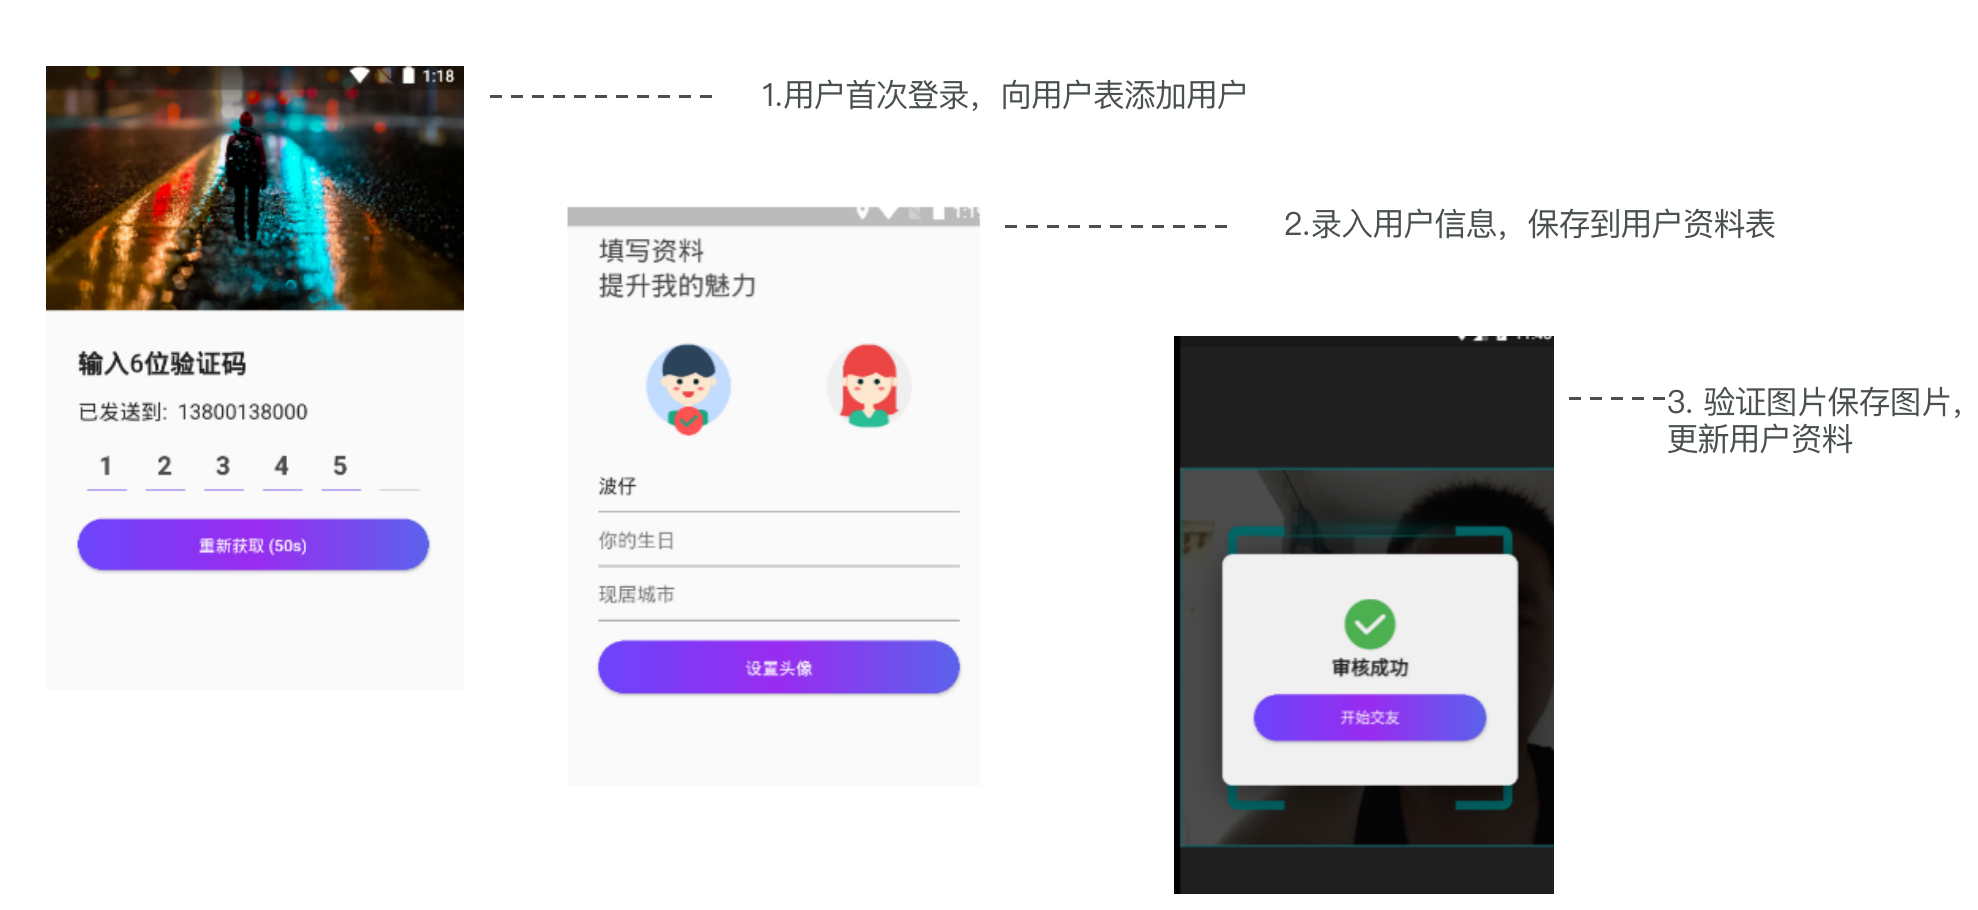 1:18
1.用户首次登录，向用户表添加用户
输入6位验证码
已发送到: 13800138000
1 2 3 4 5
重新获取 (50s)
2.录入用户信息，保存到用户资料表
填写资料
提升我的魅力
波仔
你的生日
现居城市
设置头像
3. 验证图片保存图片，
更新用户资料
审核成功
开始交友